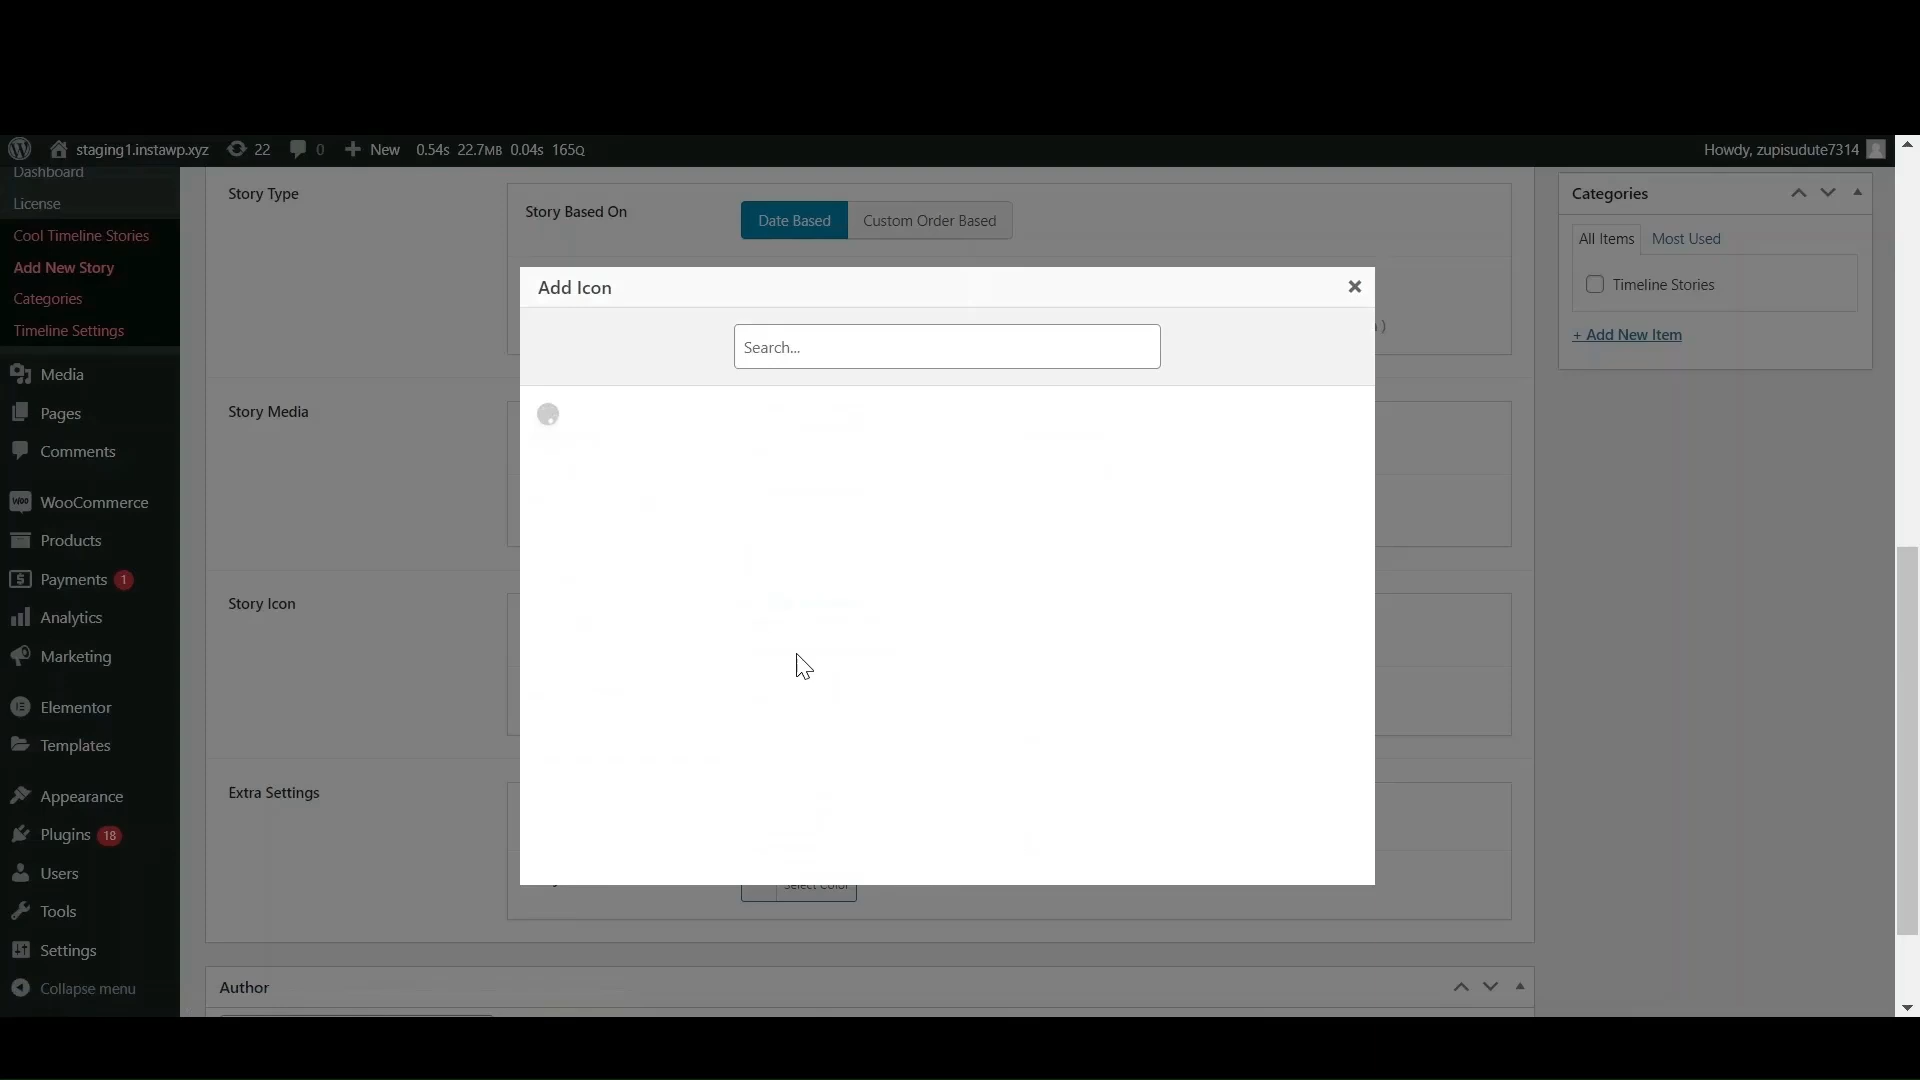 staging1.instawp.xyz 22 0 New 0.54s 22.7MB 0.04s 165Q Howdy, zupisudute7314
Dashboard
License
Cool Timeline Stories
Add New Story
Categories
Timeline Settings
Media
Pages
Comments
WooCommerce
Products
Payments 1
Analytics
Marketing
Elementor
Templates
Appearance
Plugins 18
Users
Tools
Settings
Collapse menu
Story Type
Story Based On
Date Based Custom Order Based
Add Icon
Search...
)
Story Media
Story Icon
Extra Settings
Select Color
Author
Categories
All Items Most Used
Timeline Stories
+ Add New Item